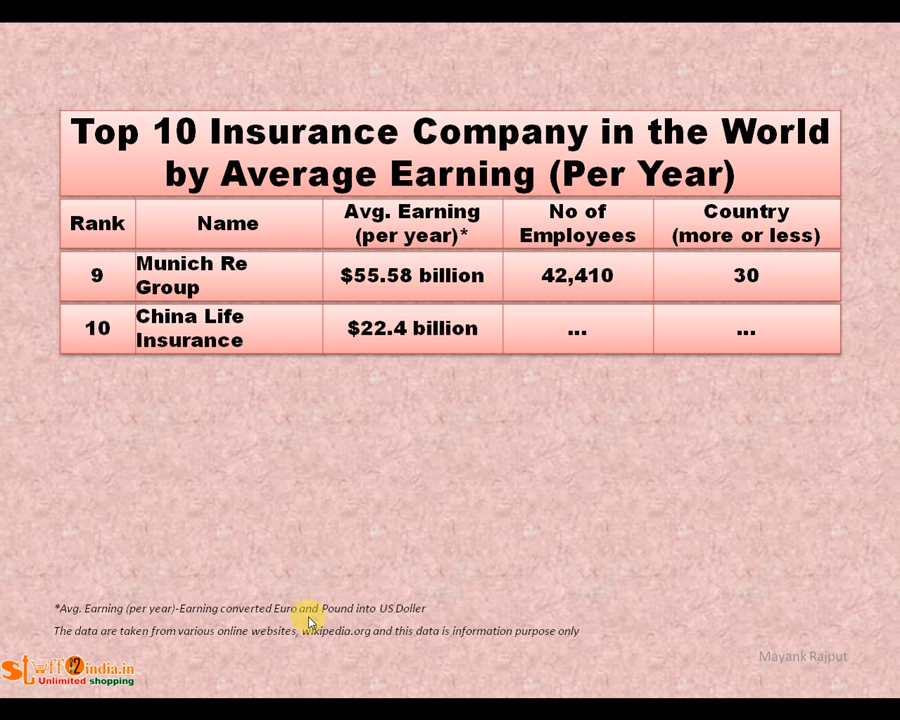 Top 10 Insurance Company in the World
by Average Earning (Per Year)
Rank Name Avg. Earning (per year)* No of Employees Country (more or less)
9 Munich Re Group $55.58 billion 42,410 30
10 China Life Insurance $22.4 billion ... ...
*Avg. Earning (per year)-Earning converted Euro and Pound into US Doller
The data are taken from various online websites, wikipedia.org and this data is information purpose only
Mayank Rajput
Stuff2india.in
Unlimited shopping